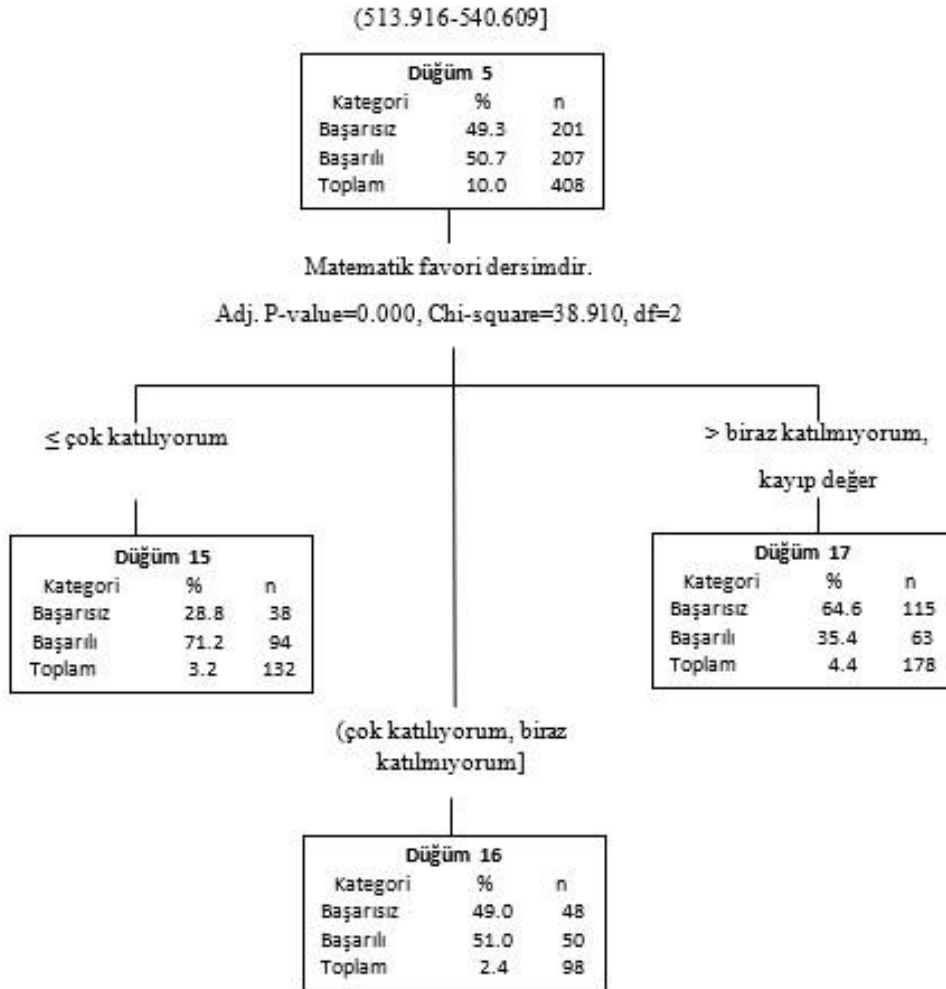 (513.916-540.609]
Düğüm 5
Kategori % n
Başarısız 49.3 201
Başarılı 50.7 207
Toplam 10.0 408
Matematik favori dersimdir.
Adj. P-value=0.000, Chi-square=38.910, df=2
≤ çok katılıyorum
> biraz katılmıyorum,
kayıp değer
Düğüm 15
Kategori % n
Başarısız 28.8 38
Başarılı 71.2 94
Toplam 3.2 132
Düğüm 17
Kategori % n
Başarısız 64.6 115
Başarılı 35.4 63
Toplam 4.4 178
(çok katılıyorum, biraz
katılmıyorum]
Düğüm 16
Kategori % n
Başarısız 49.0 48
Başarılı 51.0 50
Toplam 2.4 98